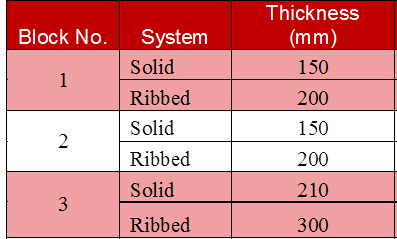 Block No. System Thickness (mm)
1 Solid 150
Ribbed 200
2 Solid 150
Ribbed 200
3 Solid 210
Ribbed 300